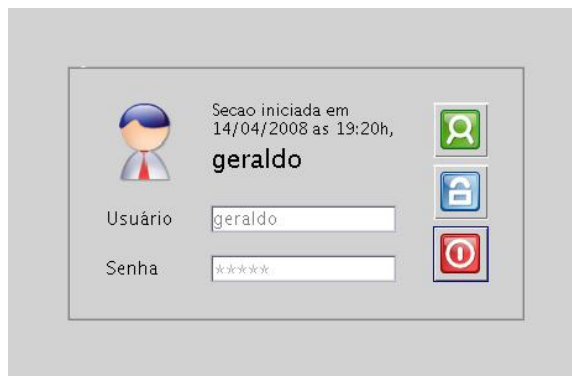 Secao iniciada em
14/04/2008 as 19:20h,
geraldo
Usuário geraldo
Senha *****